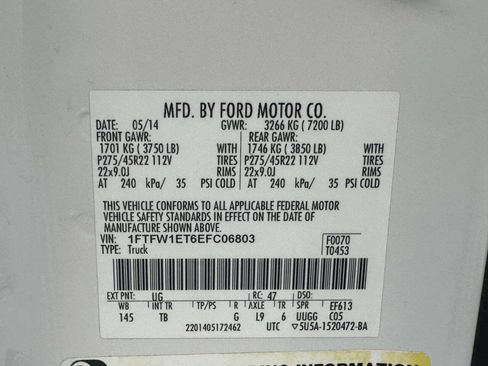 MFD. BY FORD MOTOR CO.
DATE: 05/14 GVWR: 3266 KG ( 7200 LB)
FRONT GAWR: REAR GAWR:
1701 KG ( 3750 LB) WITH 1746 KG ( 3850 LB) WITH
P275/45R22 112V TIRES P275/45R22 112V TIRES
22x9.0J RIMS 22x9.0J RIMS
AT 240 kPa/ 35 PSI COLD AT 240 kPa/ 35 PSI COLD
THIS VEHICLE CONFORMS TO ALL APPLICABLE FEDERAL MOTOR
VEHICLE SAFETY STANDARDS IN EFFECT ON THE DATE OF
MANUFACTURE SHOWN ABOVE.
VIN: 1FTFW1ET6EFC06803 F0070
TYPE: Truck T0453
EXT PNT: UG RC: 47 DSO:
WB INT TR TP/PS R AXLE TR SPR EF613
145 TB G L9 6 UUGG C05
2201405172462 UTC 5U5A-1520472-BA
INFORMATION